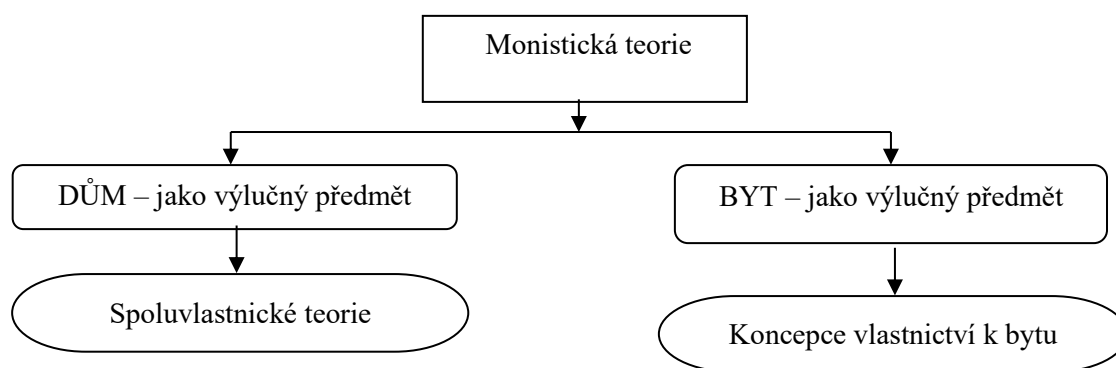 Monistická teorie
DŮM – jako výlučný předmět
BYT – jako výlučný předmět
Spoluvlastnické teorie
Koncepce vlastnictví k bytu